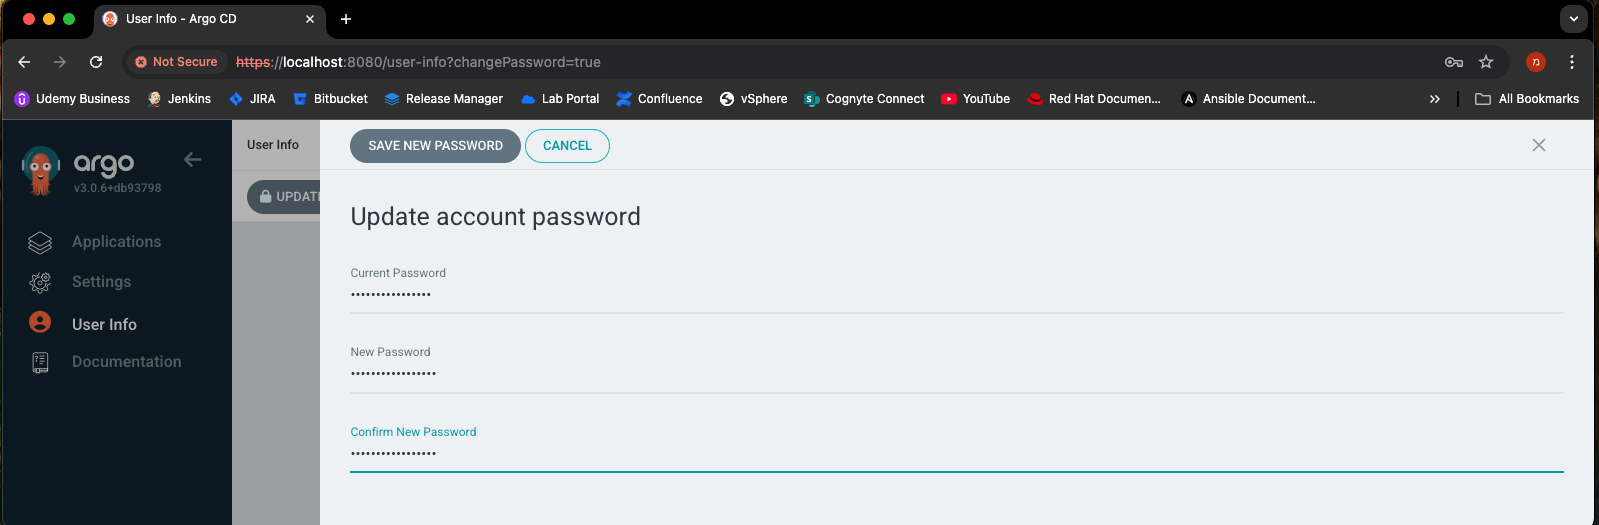 User Info - Argo CD
Not Secure https://localhost:8080/user-info?changePassword=true
מ
Udemy Business Jenkins JIRA Bitbucket Release Manager Lab Portal Confluence vSphere Cognyte Connect YouTube Red Hat Documen... Ansible Document... » All Bookmarks
argo
v3.0.6+db93798
Applications
Settings
User Info
Documentation
User Info
UPDATE
SAVE NEW PASSWORD CANCEL
Update account password
Current Password
••••••••••••••••
New Password
•••••••••••••••••
Confirm New Password
•••••••••••••••••